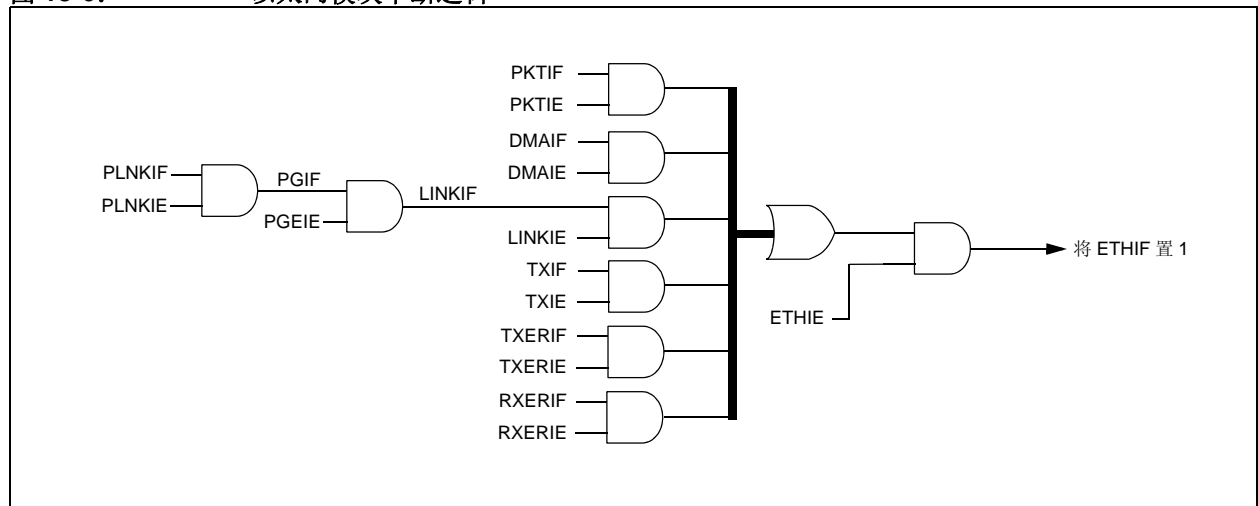 PKTIF
PKTIE
DMAIF
DMAIE
PLNKIF
PLNKIE
PGIF
PGEIE
LINKIF
LINKIE
TXIF
TXIE
TXERIF
TXERIE
RXERIF
RXERIE
ETHIE
将 ETHIF 置 1